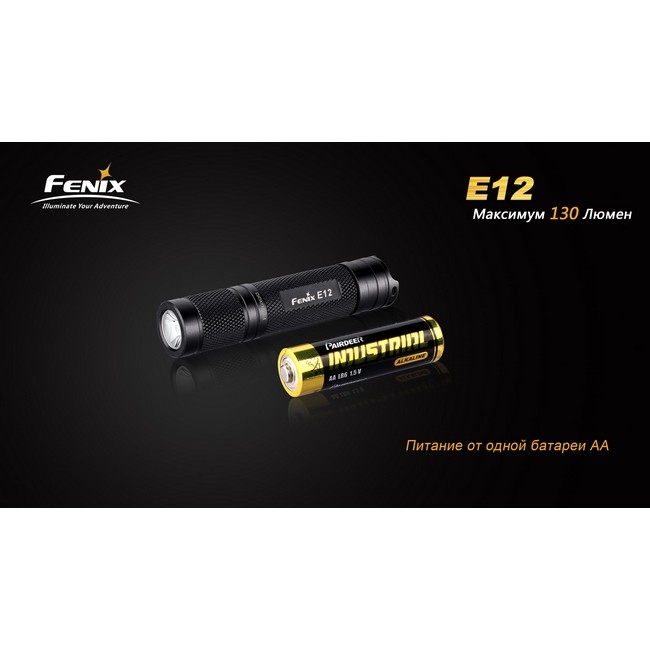 FENIX
Illuminate Your Adventure
E12
Максимум 130 Люмен
FENIX E12
PAIRDEER
INDUSTRIAL
ALKALINE
AA LR6 1.5V
Питание от одной батареи АА